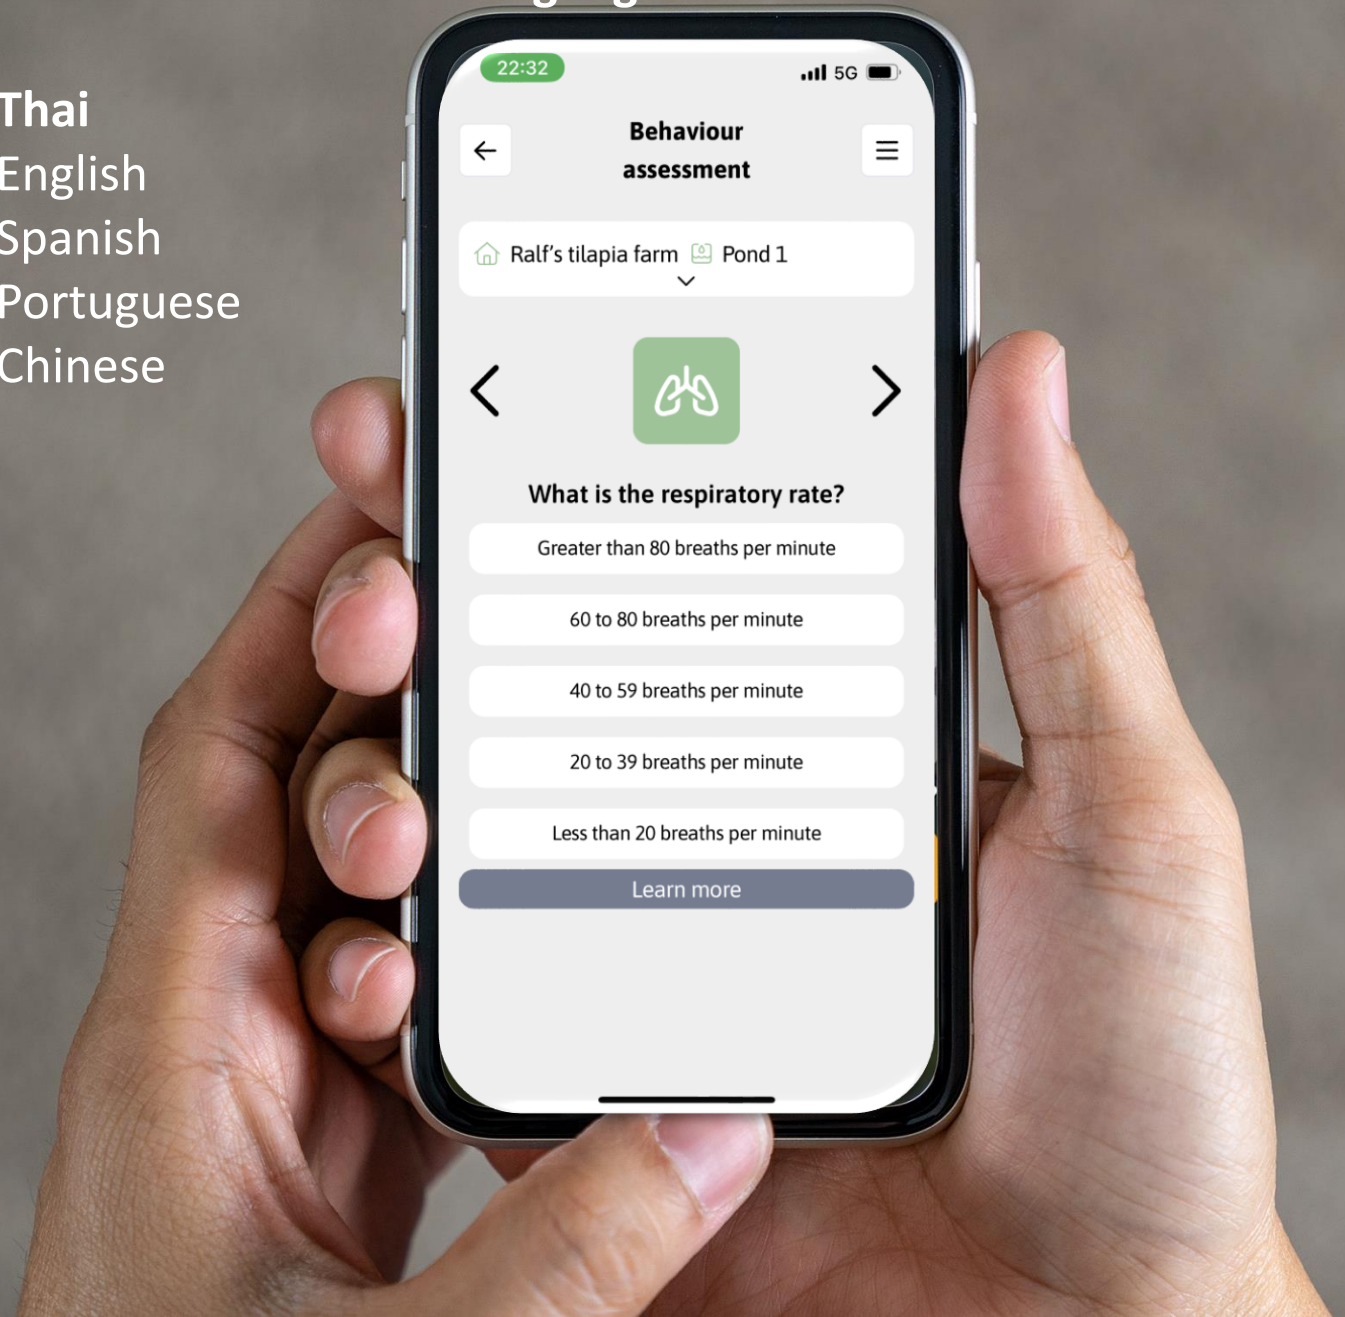 Thai
English
Spanish
Portuguese
Chinese
22:32
5G
Behaviour
assessment
Ralf's tilapia farm Pond 1
What is the respiratory rate?
Greater than 80 breaths per minute
60 to 80 breaths per minute
40 to 59 breaths per minute
20 to 39 breaths per minute
Less than 20 breaths per minute
Learn more